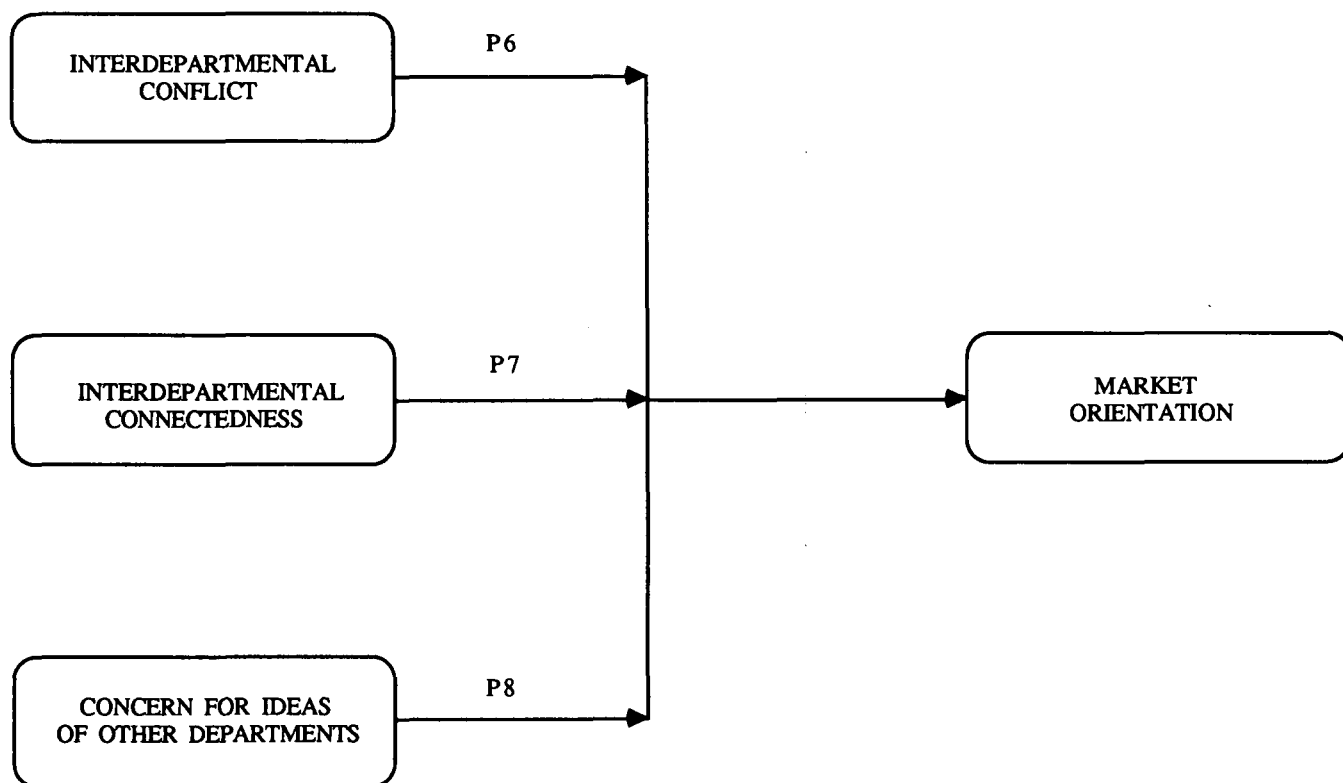 P6
INTERDEPARTMENTAL
CONFLICT
P7
INTERDEPARTMENTAL
CONNECTEDNESS
MARKET
ORIENTATION
P8
CONCERN FOR IDEAS
OF OTHER DEPARTMENTS